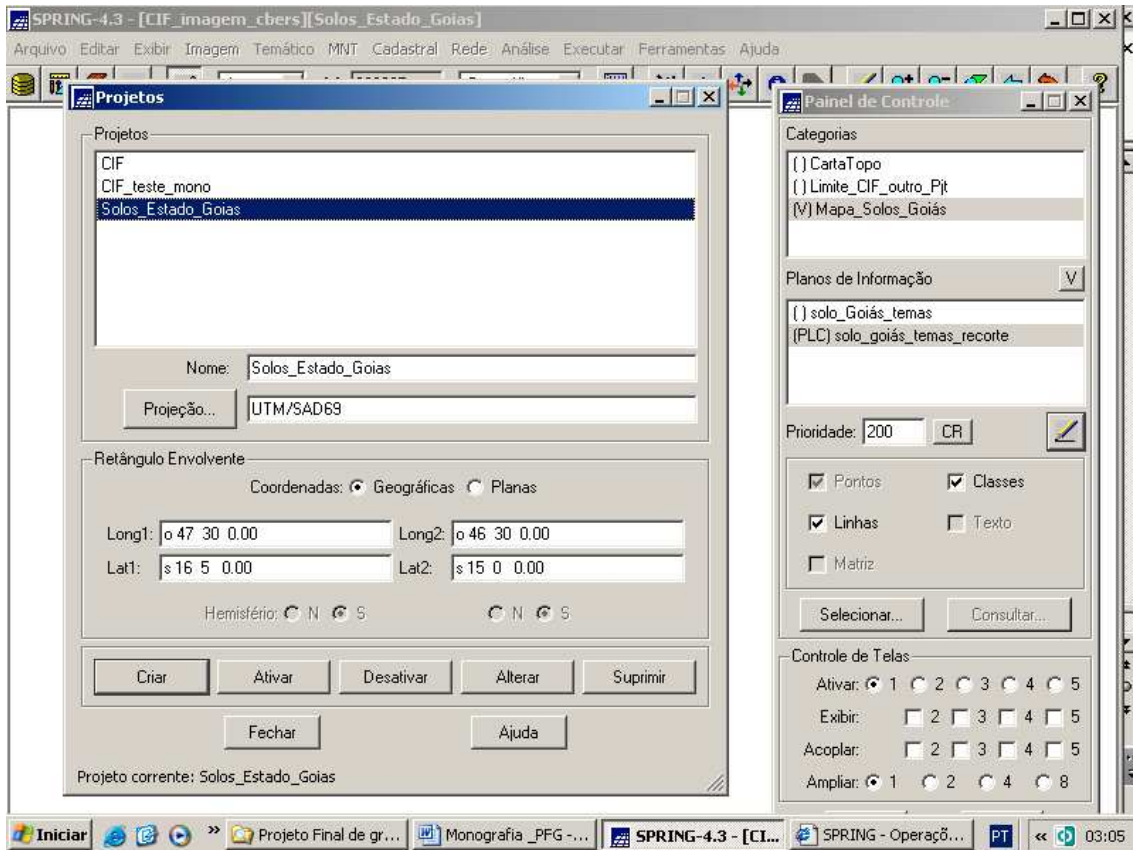 SPRING-4.3 - [CIF_imagem_cbers][Solos_Estado_Goias]
Arquivo Editar Exibir Imagem Temático MNT Cadastral Rede Análise Executar Ferramentas Ajuda
Projetos
Projetos
CIF
CIF_teste_mono
Solos_Estado_Goias
Nome: Solos_Estado_Goias
Projeção... UTM/SAD69
Retângulo Envolvente
Coordenadas: Geográficas Planas
Long1: o 47 30 0.00 Long2: o 46 30 0.00
Lat1: s 16 5 0.00 Lat2: s 15 0 0.00
Hemisfério: N S N S
Criar Ativar Desativar Alterar Suprimir
Fechar Ajuda
Projeto corrente: Solos_Estado_Goias
Painel de Controle
Categorias
( ) CartaTopo
( ) Limite_CIF_outro_Pjt
(V) Mapa_Solos_Goiás
Planos de Informação V
( ) solo_Goiás_temas
(PLC) solo_goiás_temas_recorte
Prioridade: 200 CR
Pontos Classes
Linhas Texto
Matriz
Selecionar... Consultar...
Controle de Telas
Ativar: 1 2 3 4 5
Exibir: 2 3 4 5
Acoplar: 2 3 4 5
Ampliar: 1 2 4 8
Iniciar » Projeto Final de gr... Monografia _PFG -... SPRING-4.3 - [CI... SPRING - Operaçõ... PT « 03:05